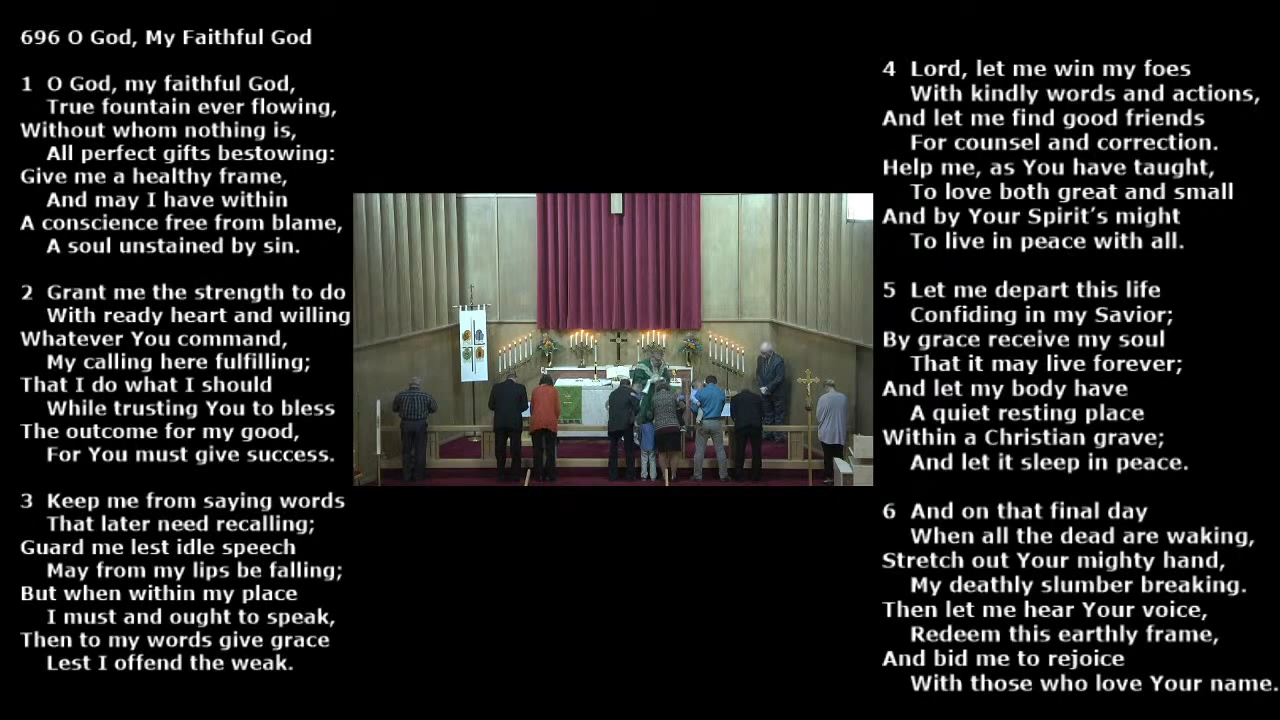 696 O God, My Faithful God
1 O God, my faithful God,
True fountain ever flowing,
Without whom nothing is,
All perfect gifts bestowing:
Give me a healthy frame,
And may I have within
A conscience free from blame,
A soul unstained by sin.
2 Grant me the strength to do
With ready heart and willing
Whatever You command,
My calling here fulfilling;
That I do what I should
While trusting You to bless
The outcome for my good,
For You must give success.
3 Keep me from saying words
That later need recalling;
Guard me lest idle speech
May from my lips be falling;
But when within my place
I must and ought to speak,
Then to my words give grace
Lest I offend the weak.
4 Lord, let me win my foes
With kindly words and actions,
And let me find good friends
For counsel and correction.
Help me, as You have taught,
To love both great and small
And by Your Spirit’s might
To live in peace with all.
5 Let me depart this life
Confiding in my Savior;
By grace receive my soul
That it may live forever;
And let my body have
A quiet resting place
Within a Christian grave;
And let it sleep in peace.
6 And on that final day
When all the dead are waking,
Stretch out Your mighty hand,
My deathly slumber breaking.
Then let me hear Your voice,
Redeem this earthly frame,
And bid me to rejoice
With those who love Your name.